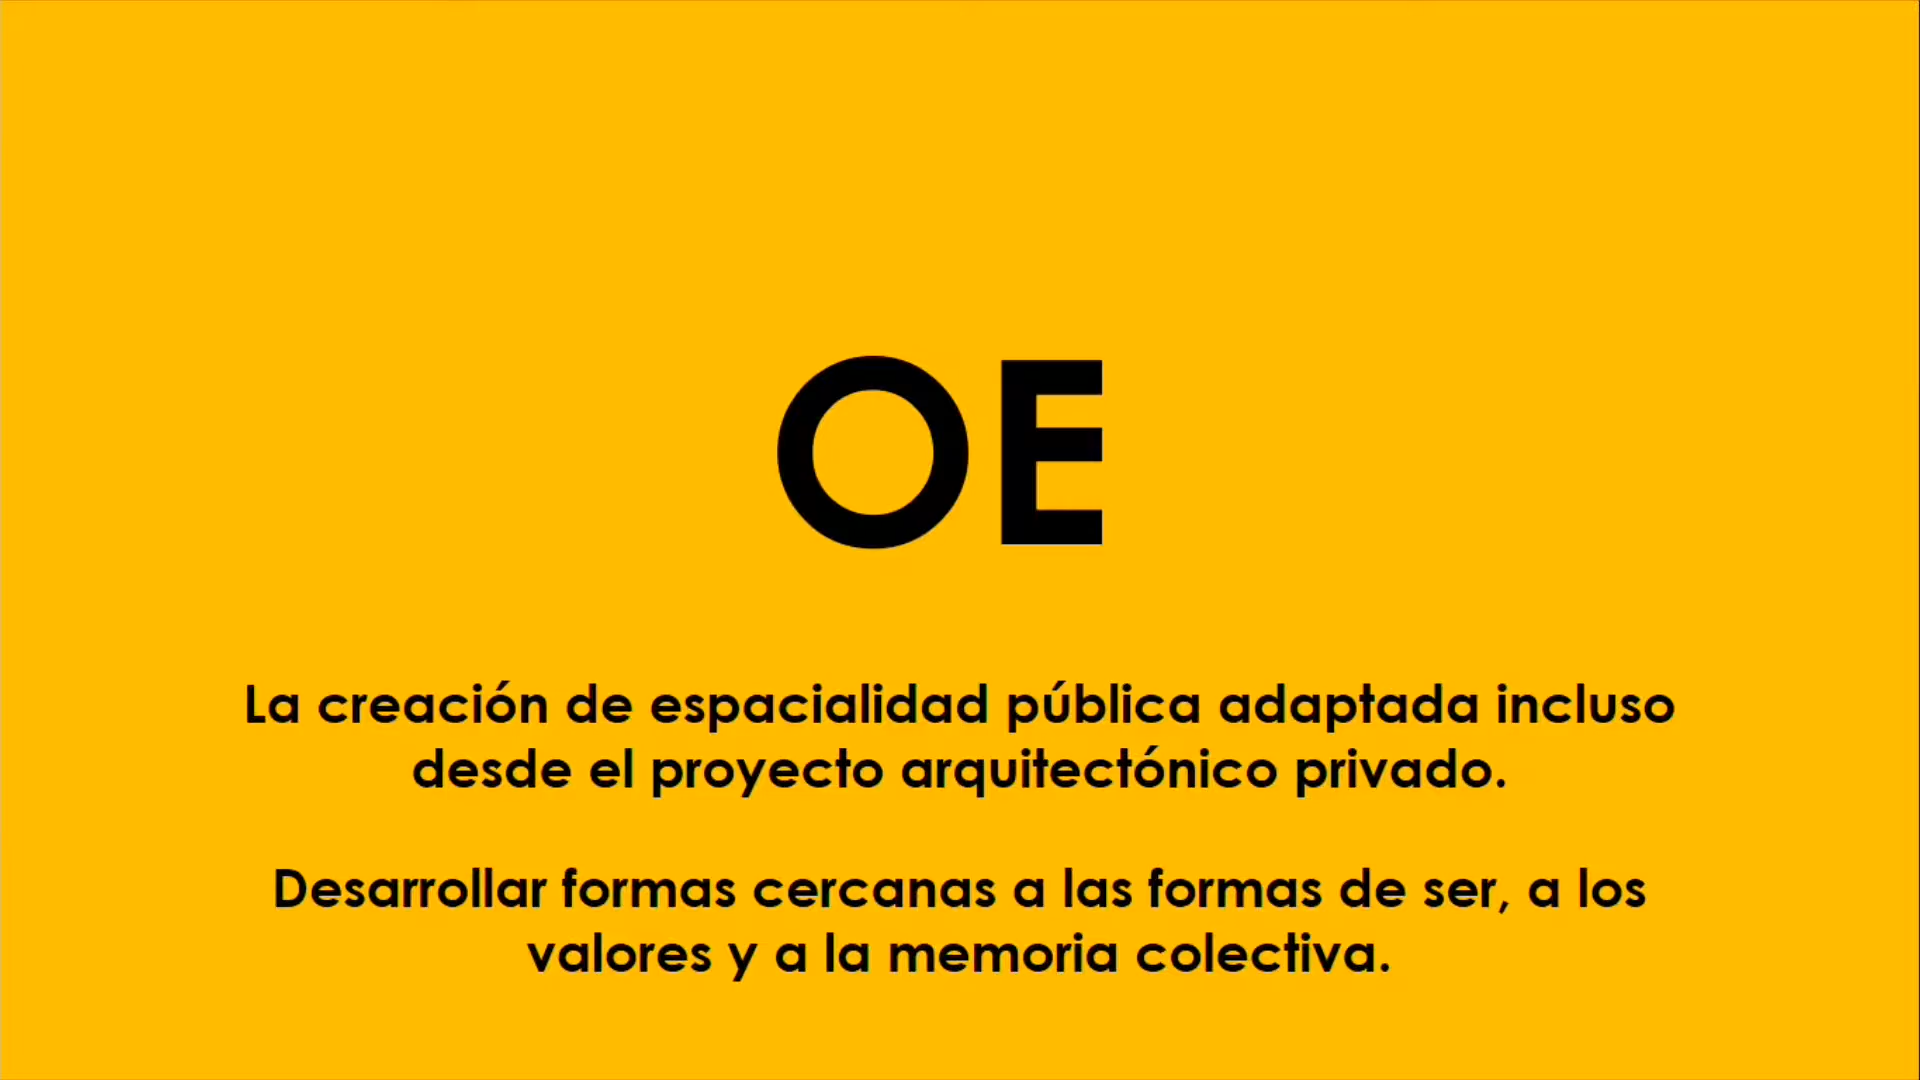 OE
La creación de espacialidad pública adaptada incluso
desde el proyecto arquitectónico privado.
Desarrollar formas cercanas a las formas de ser, a los
valores y a la memoria colectiva.